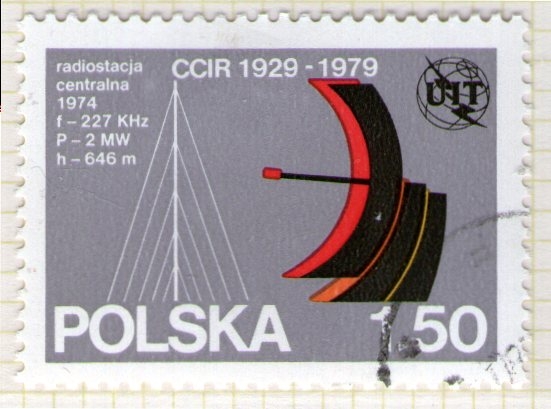 radiostacja
centralna
1974
f – 227 KHz
P – 2 MW
h – 646 m
CCIR 1929 - 1979
UIT
POLSKA
1.50